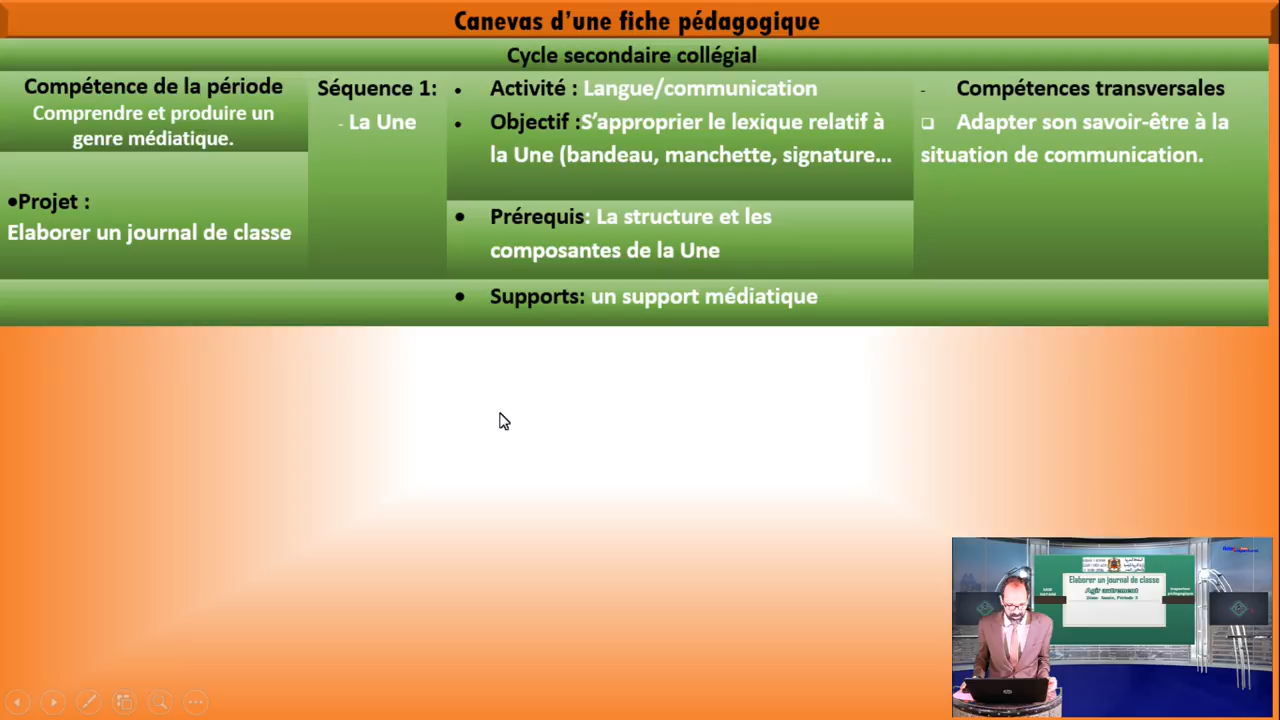 Canevas d'une fiche pédagogique
Cycle secondaire collégial
Compétence de la période
Comprendre et produire un
genre médiatique.
•Projet :
Elaborer un journal de classe
Séquence 1:
- La Une
• Activité : Langue/communication
• Objectif :S'approprier le lexique relatif à
la Une (bandeau, manchette, signature...
• Prérequis: La structure et les
composantes de la Une
• Supports: un support médiatique
- Compétences transversales
❑ Adapter son savoir-être à la
situation de communication.
Elaborer un journal de classe
Agir autrement